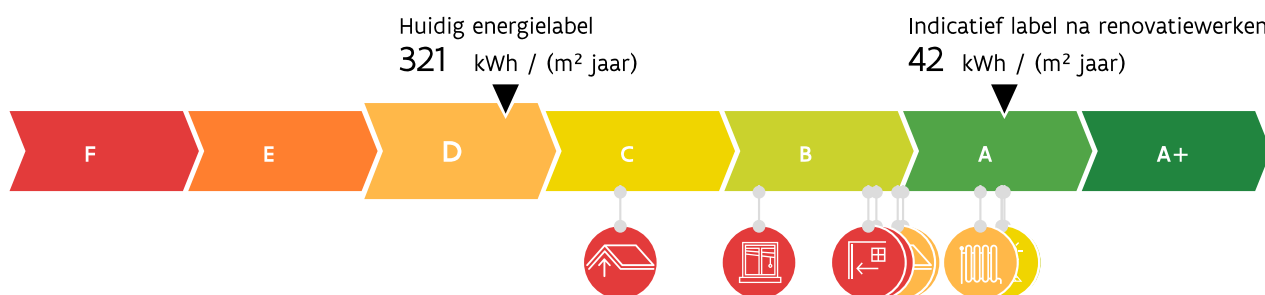 Huidig energielabel
321 kWh / (m² jaar)
Indicatief label na renovatiewerken
42 kWh / (m² jaar)
F E D C B A A+